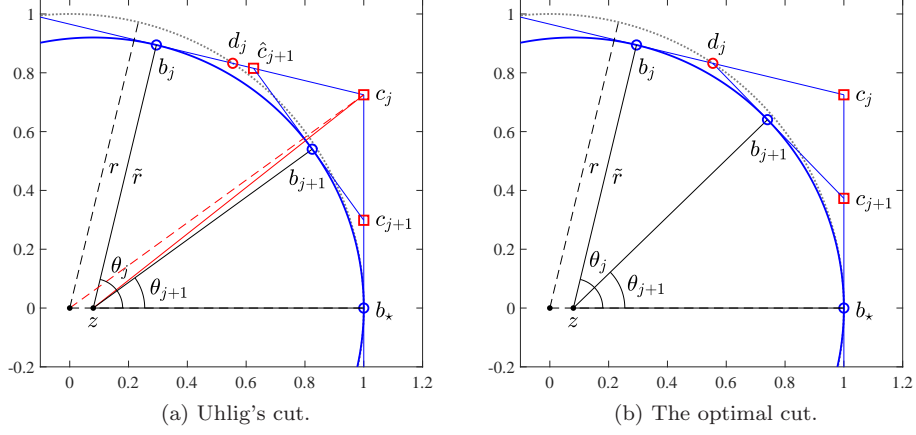 1
0.8
0.6
0.4
0.2
0
-0.2
0 0.2 0.4 0.6 0.8 1 1.2
d_j
ĉ_{j+1}
b_j
c_j
r
r̃
b_{j+1}
c_{j+1}
θ_j
θ_{j+1}
z
b_⋆
(a) Uhlig's cut.
1
0.8
0.6
0.4
0.2
0
-0.2
0 0.2 0.4 0.6 0.8 1 1.2
d_j
b_j
c_j
r
r̃
b_{j+1}
c_{j+1}
θ_j
θ_{j+1}
z
b_⋆
(b) The optimal cut.